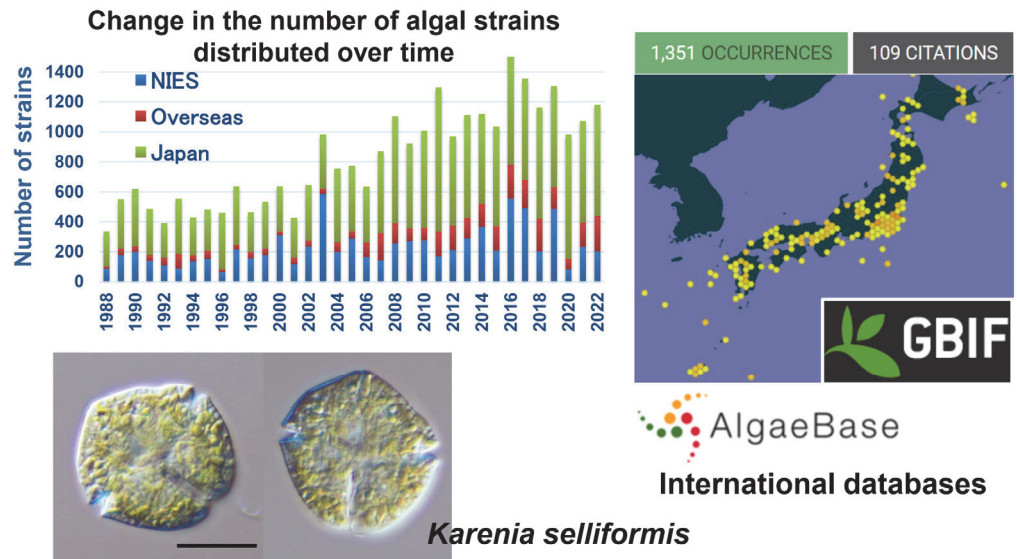 Change in the number of algal strains
distributed over time
Number of strains
1400
1200
1000
800
600
400
200
0
NIES
Overseas
Japan
1988
1990
1992
1994
1996
1998
2000
2002
2004
2006
2008
2010
2012
2014
2016
2018
2020
2022
1,351 OCCURRENCES
109 CITATIONS
GBIF
AlgaeBase
International databases
Karenia selliformis